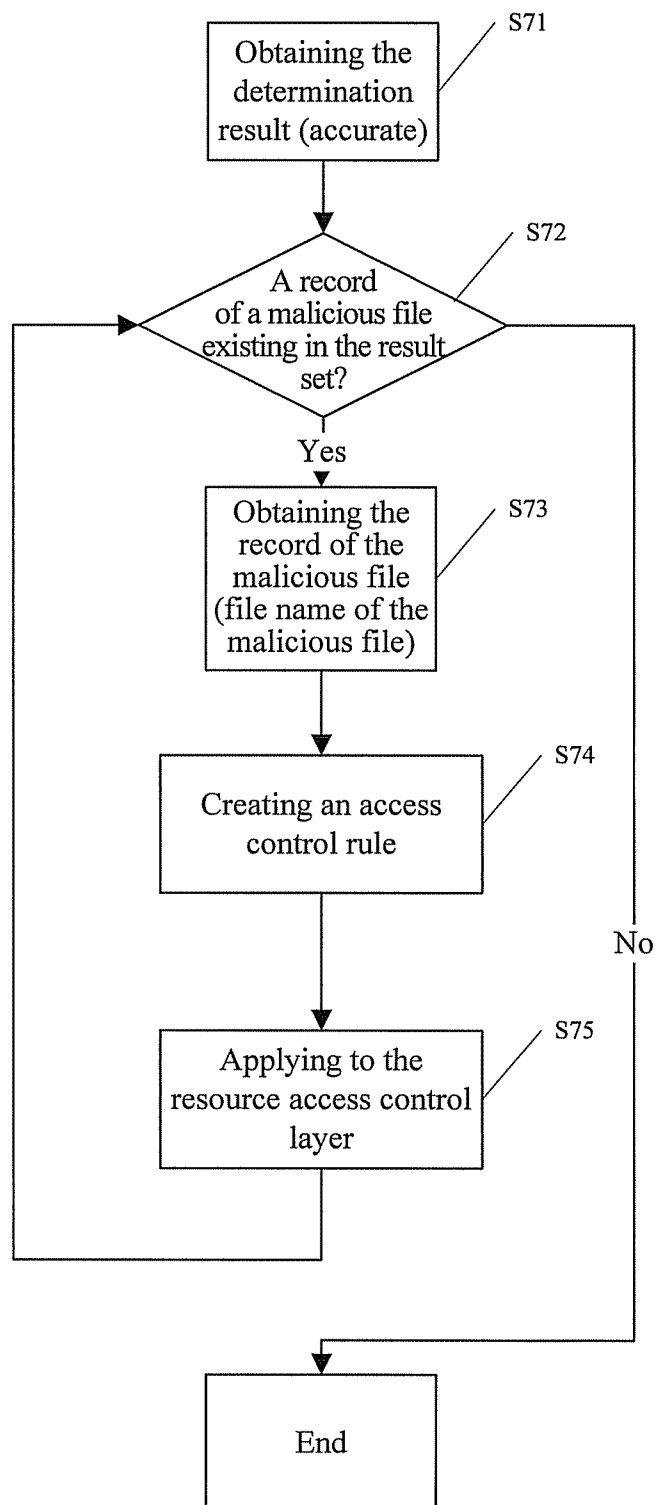 S71
Obtaining the
determination
result (accurate)
S72
A record
of a malicious file
existing in the result
set?
Yes
S73
Obtaining the
record of the
malicious file
(file name of the
malicious file)
S74
Creating an access
control rule
No
S75
Applying to the
resource access control
layer
End